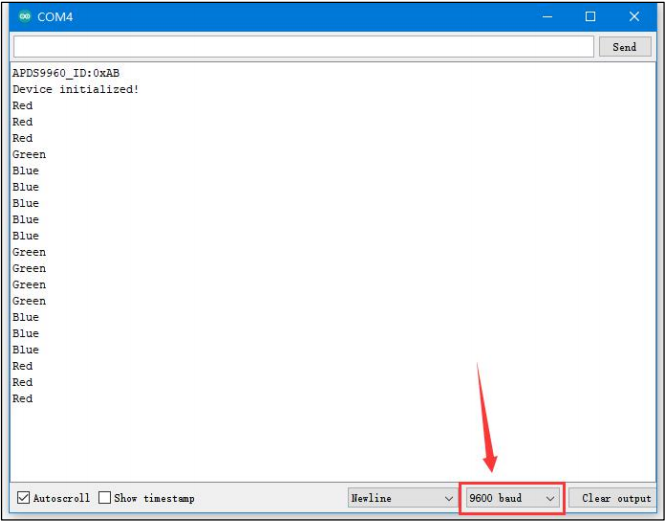 COM4
Send
APDS9960_ID:0xAB
Device initialized!
Red
Red
Red
Green
Blue
Blue
Blue
Blue
Blue
Green
Green
Green
Green
Blue
Blue
Blue
Red
Red
Red
Autoscroll Show timestamp Newline 9600 baud Clear output